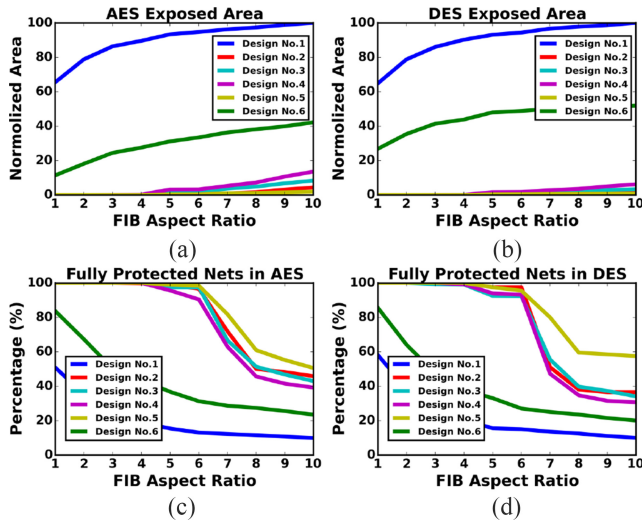 AES Exposed Area
Normolized Area
100
80
60
40
20
0
1 2 3 4 5 6 7 8 9 10
FIB Aspect Ratio
Design No.1
Design No.2
Design No.3
Design No.4
Design No.5
Design No.6
(a)
DES Exposed Area
Normolized Area
100
80
60
40
20
0
1 2 3 4 5 6 7 8 9 10
FIB Aspect Ratio
Design No.1
Design No.2
Design No.3
Design No.4
Design No.5
Design No.6
(b)
Fully Protected Nets in AES
Percentage (%)
100
80
60
40
20
0
1 2 3 4 5 6 7 8 9 10
FIB Aspect Ratio
Design No.1
Design No.2
Design No.3
Design No.4
Design No.5
Design No.6
(c)
Fully Protected Nets in DES
Percentage (%)
100
80
60
40
20
0
1 2 3 4 5 6 7 8 9 10
FIB Aspect Ratio
Design No.1
Design No.2
Design No.3
Design No.4
Design No.5
Design No.6
(d)